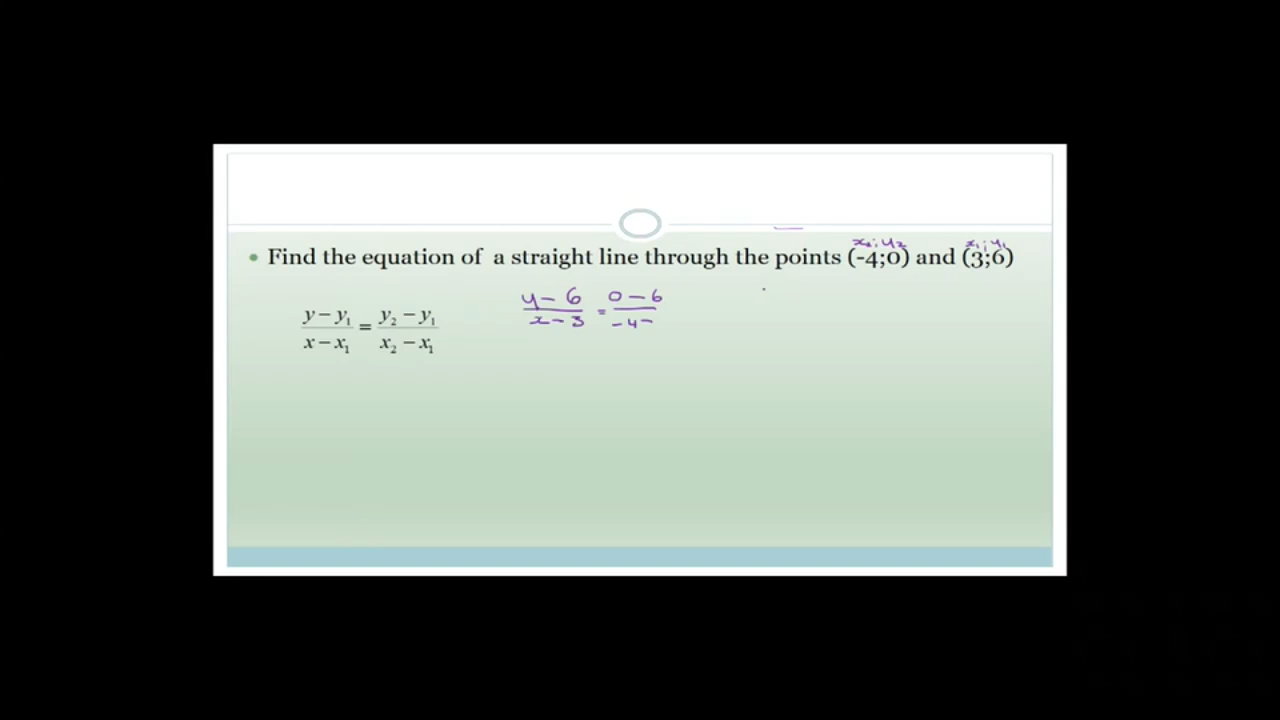 x₂; y₂ x₁; y₁
• Find the equation of a straight line through the points (-4;0) and (3;6)
y – 6 / x – 3 = 0 – 6 / -4 –
y – y₁ / x – x₁ = y₂ – y₁ / x₂ – x₁